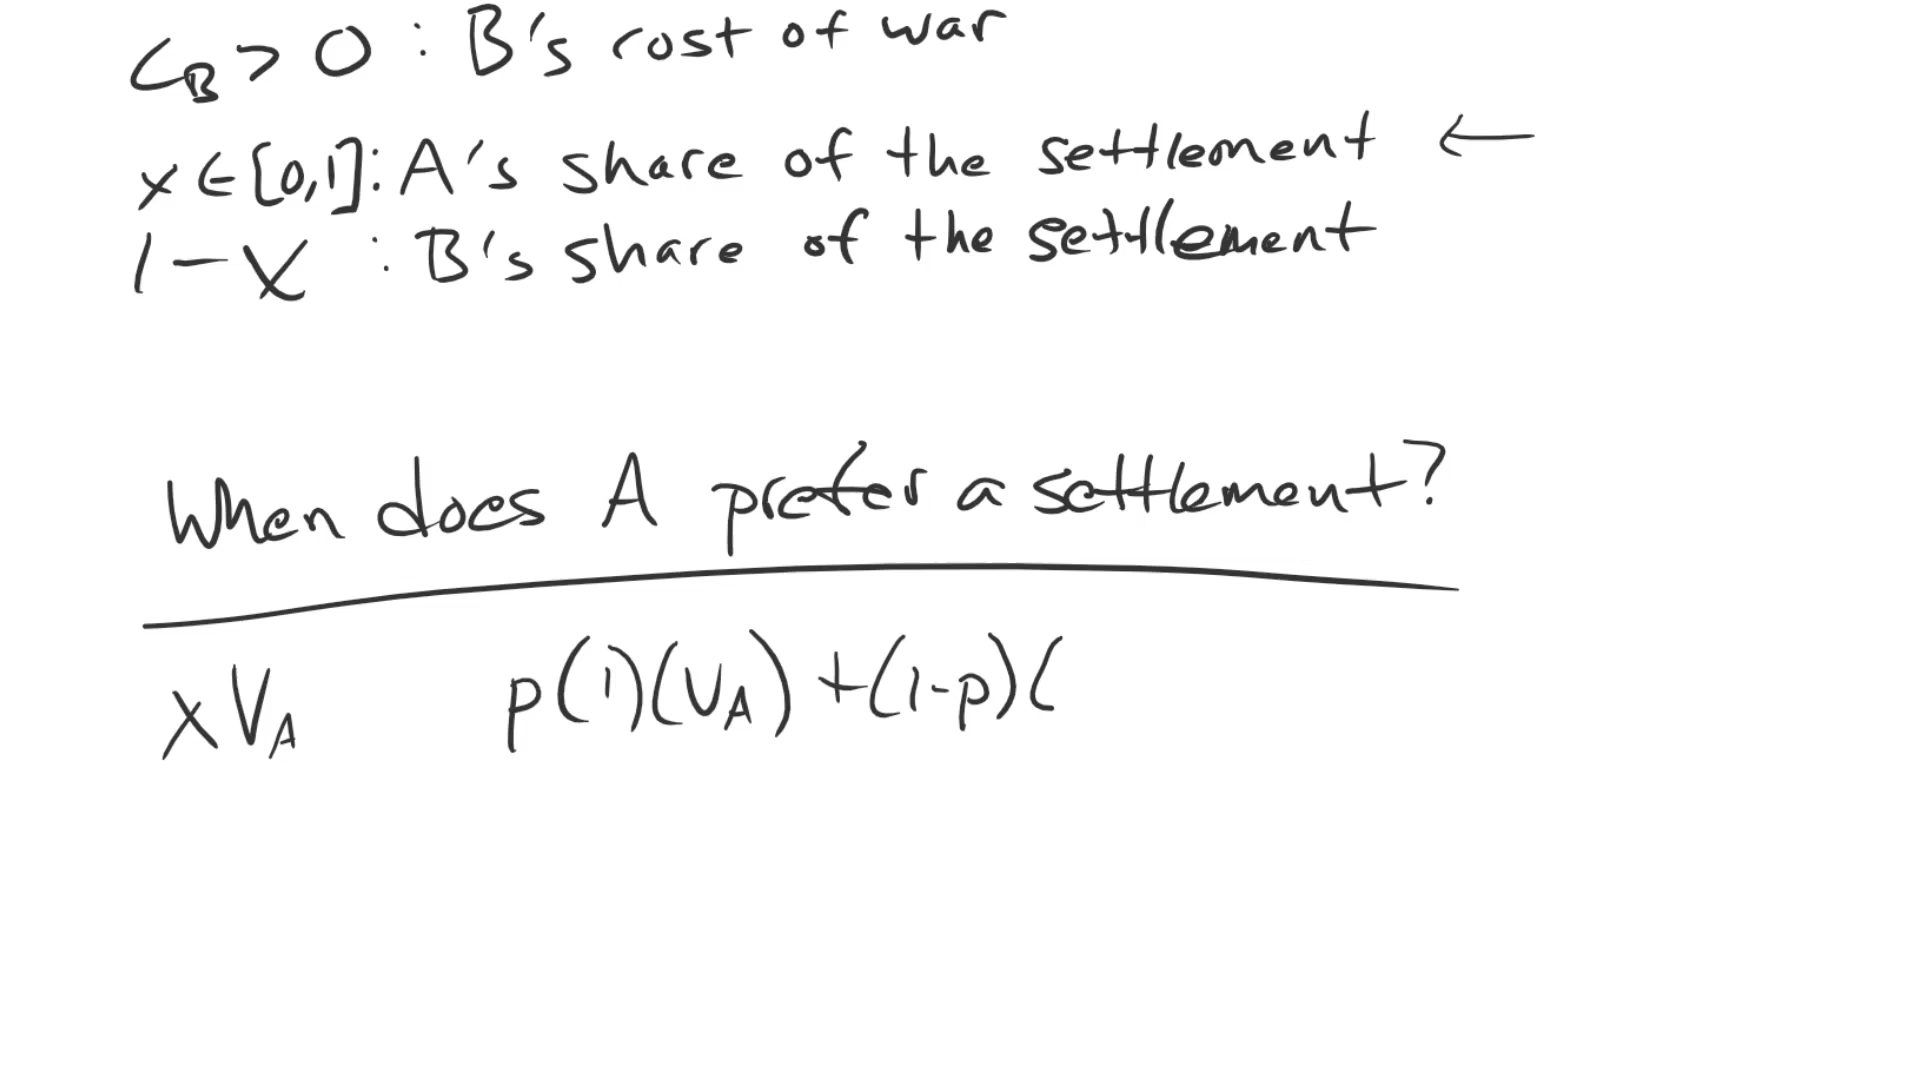 C_B > 0 : B's cost of war
x ∈ [0,1]: A's share of the settlement ←
1 - x : B's share of the settlement
When does A prefer a settlement?
xV_A p(1)(V_A) + (1-p)(